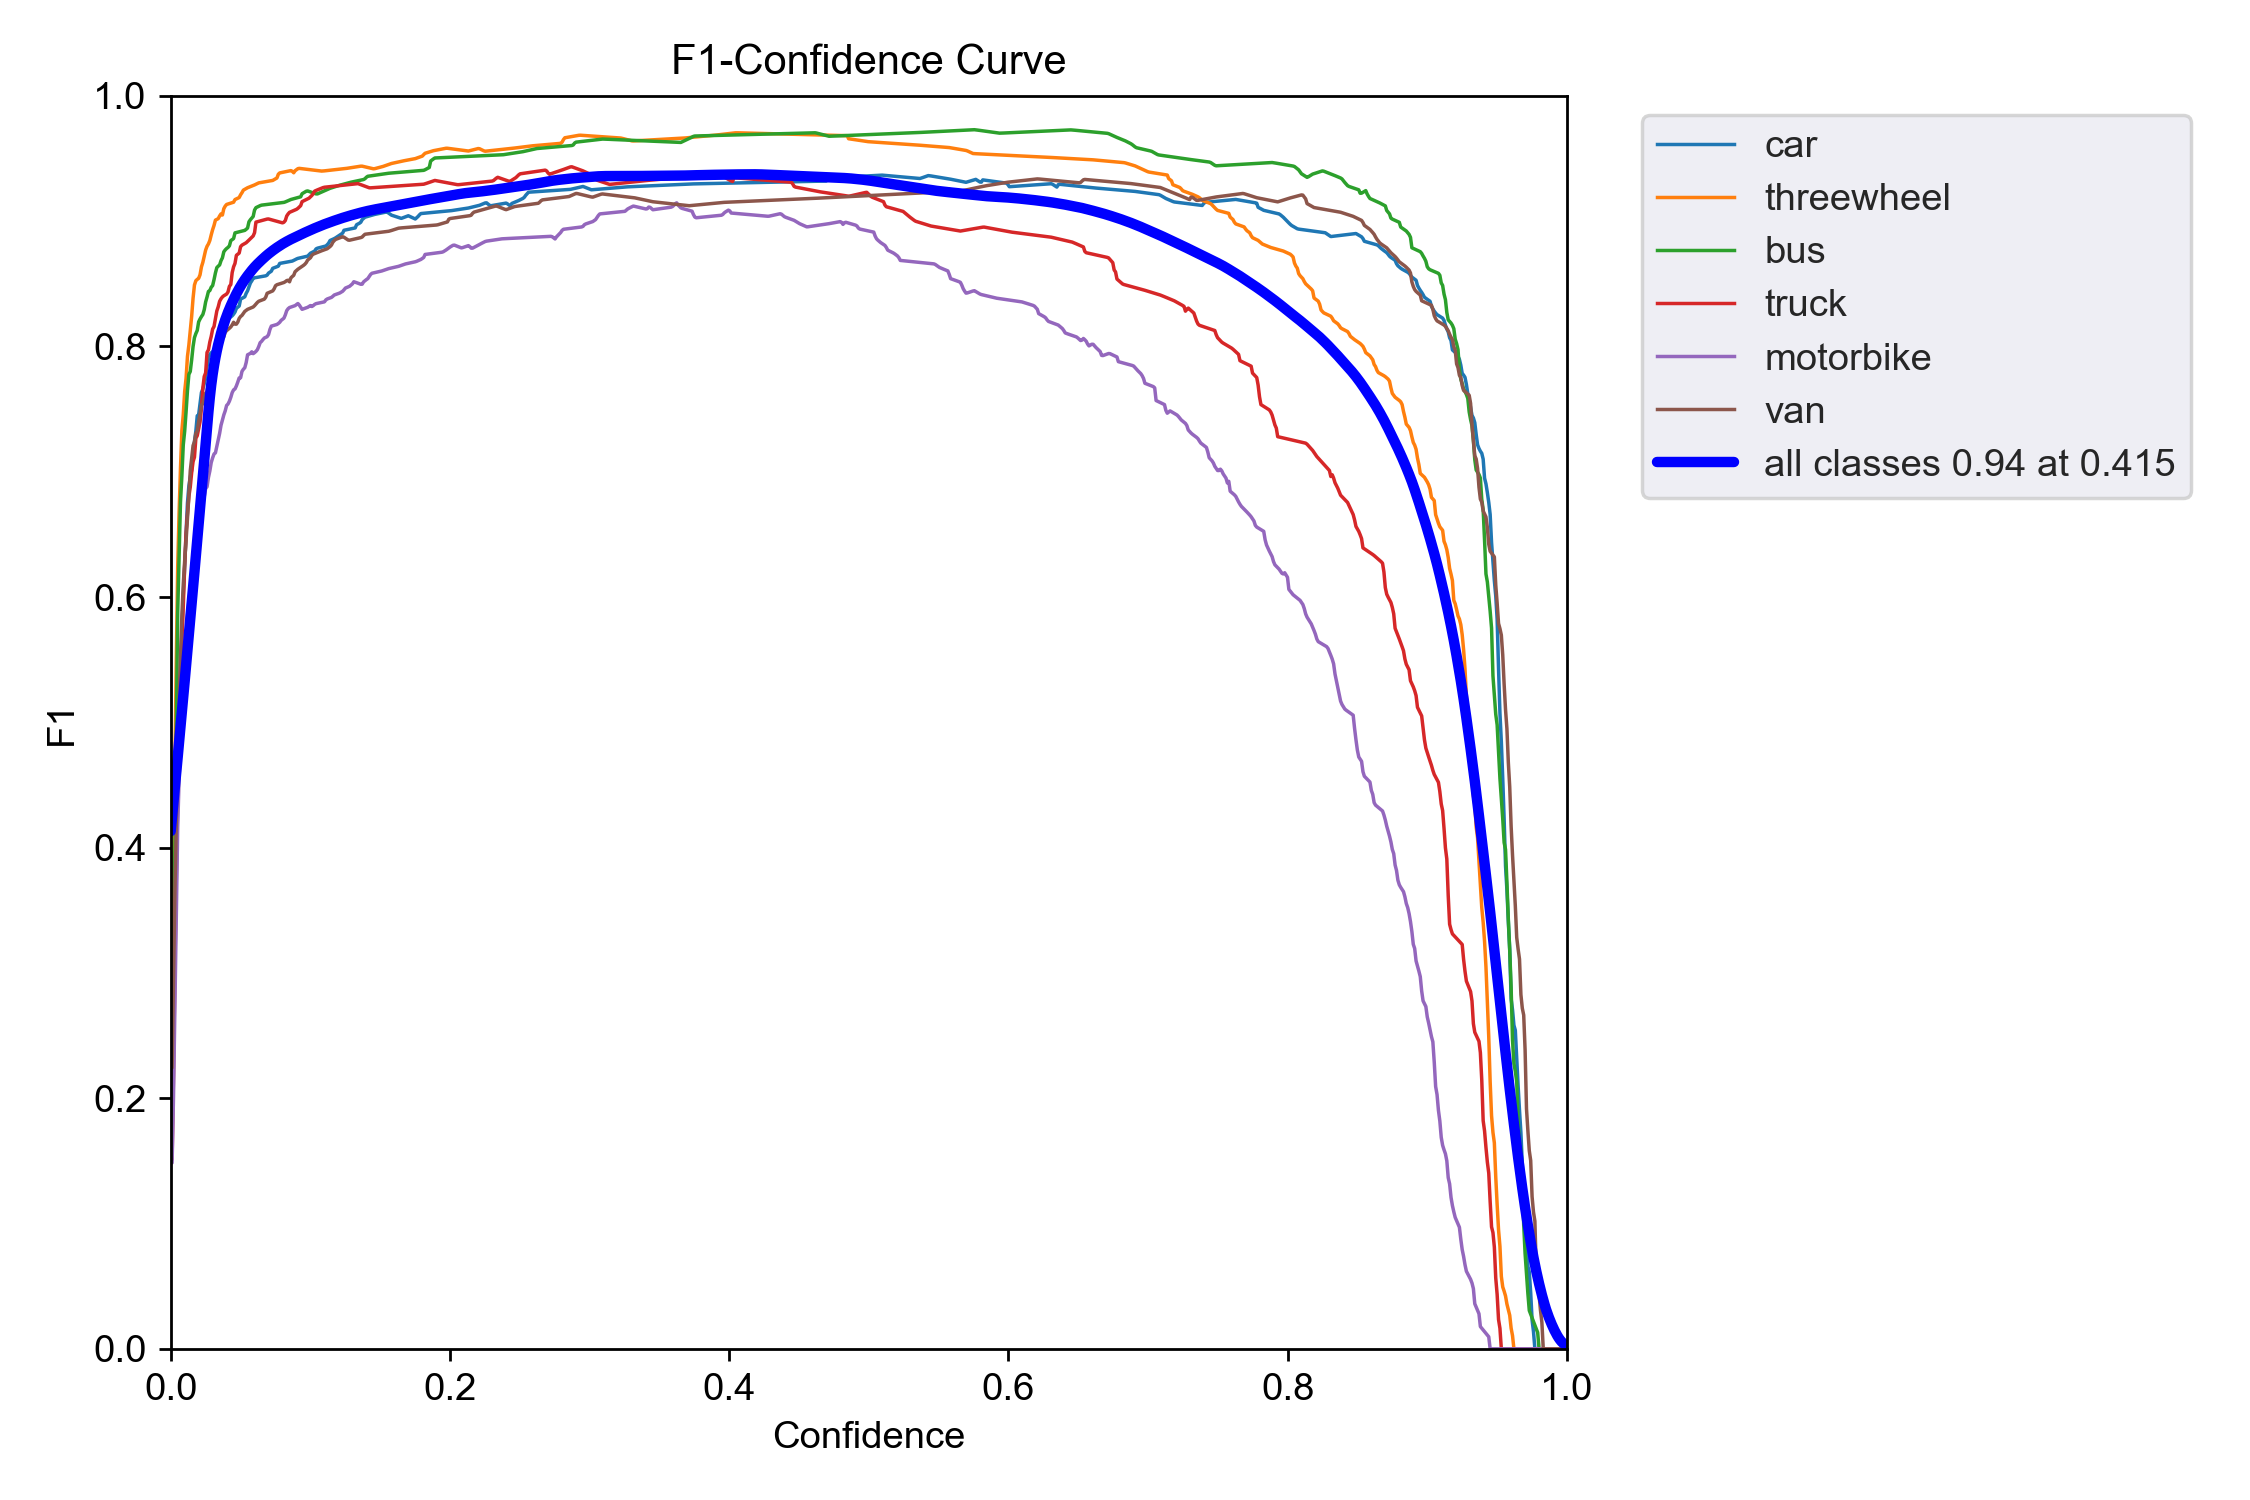 F1-Confidence Curve
1.0
0.8
0.6
0.4
0.2
0.0
F1
0.0 0.2 0.4 0.6 0.8 1.0
Confidence
car
threewheel
bus
truck
motorbike
van
all classes 0.94 at 0.415